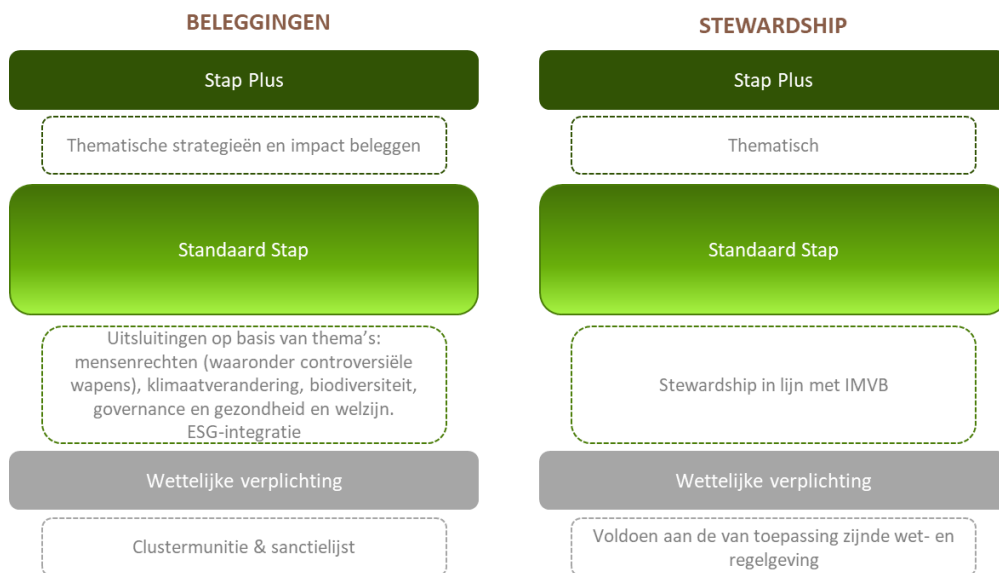 BELEGGINGEN
Stap Plus
Thematische strategieën en impact beleggen
Standaard Stap
Uitsluitingen op basis van thema's:
mensenrechten (waaronder controversiële
wapens), klimaatverandering, biodiversiteit,
governance en gezondheid en welzijn.
ESG-integratie
Wettelijke verplichting
Clustermunitie & sanctielijst
STEWARDSHIP
Stap Plus
Thematisch
Standaard Stap
Stewardship in lijn met IMVB
Wettelijke verplichting
Voldoen aan de van toepassing zijnde wet- en
regelgeving